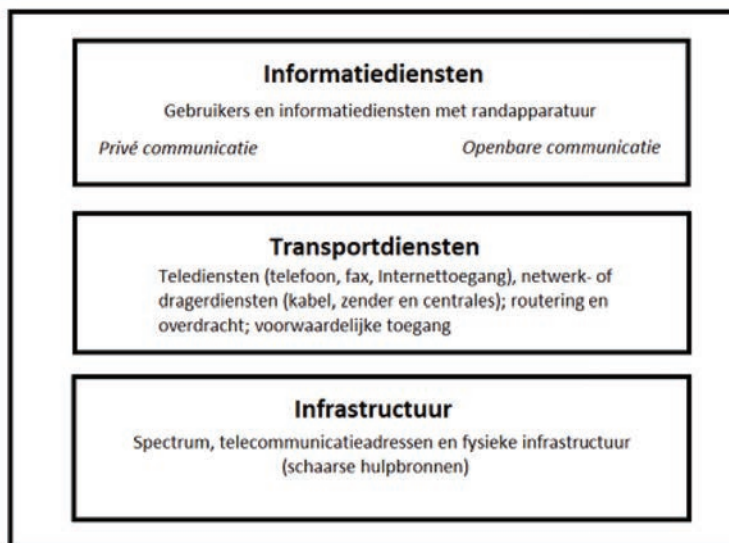 Informatiediensten
Gebruikers en informatiediensten met randapparatuur
Privé communicatie Openbare communicatie
Transportdiensten
Telediensten (telefoon, fax, Internettoegang), netwerk- of
dragerdiensten (kabel, zender en centrales); routering en
overdracht; voorwaardelijke toegang
Infrastructuur
Spectrum, telecommunicatieadressen en fysieke infrastructuur
(schaarse hulpbronnen)